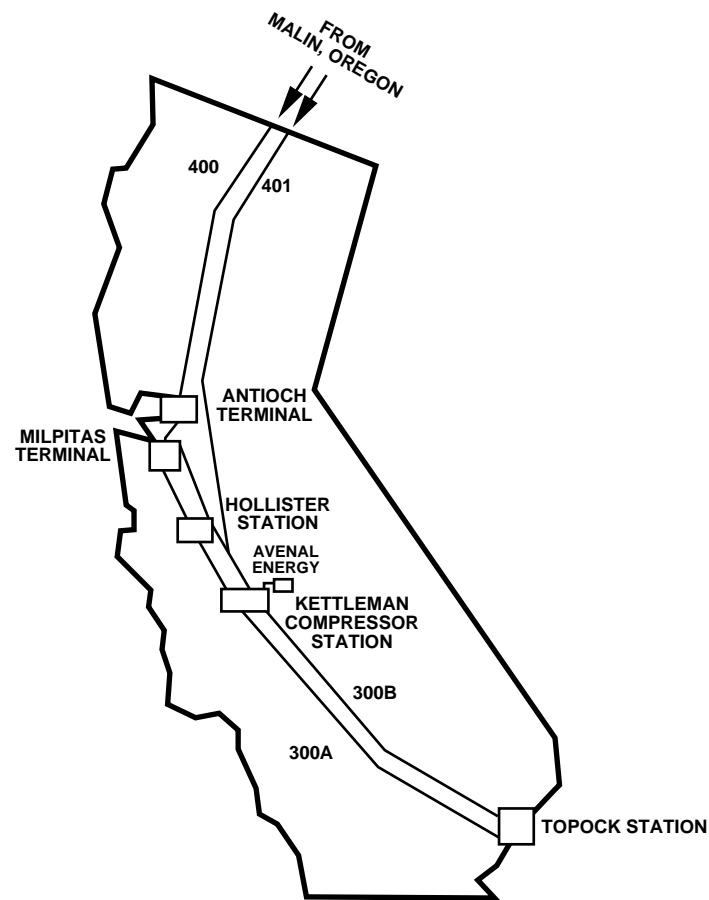 FROM
MALIN, OREGON
400
401
ANTIOCH
TERMINAL
MILPITAS
TERMINAL
HOLLISTER
STATION
AVENAL
ENERGY
KETTLEMAN
COMPRESSOR
STATION
300B
300A
TOPOCK STATION